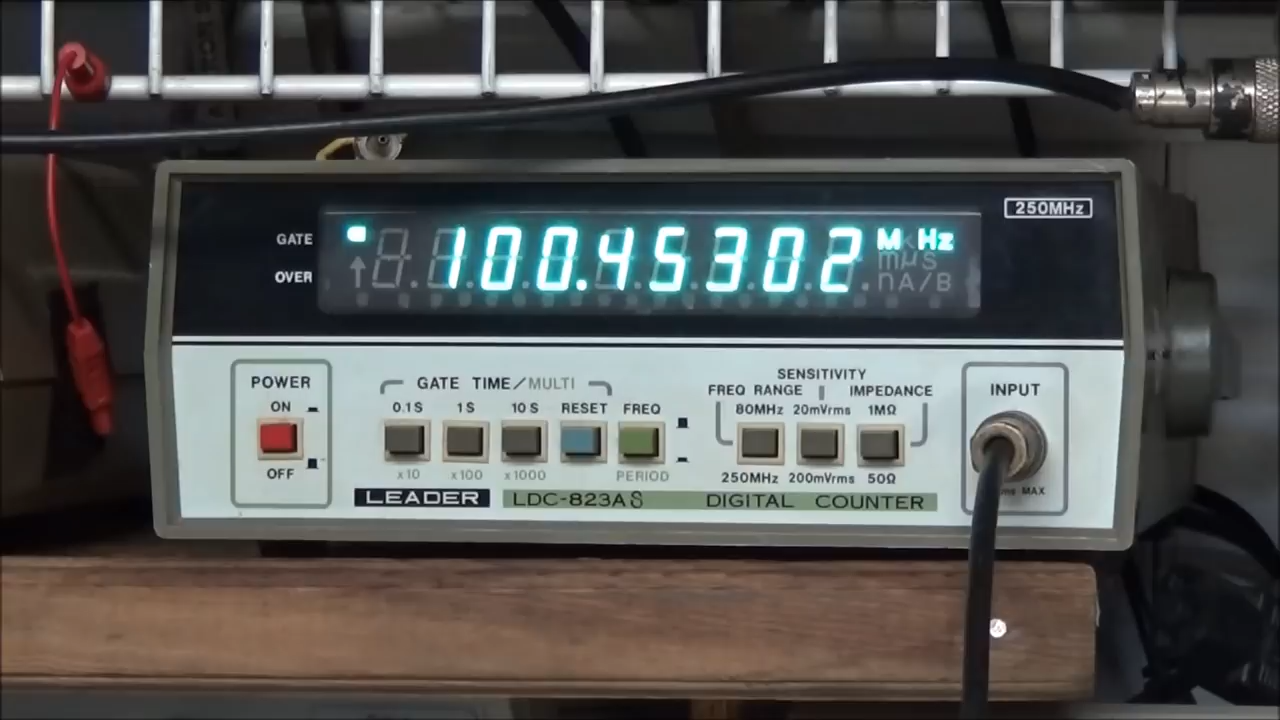 250MHz
GATE 100.45302 M Hz
OVER mµS
nA/B
SENSITIVITY
POWER GATE TIME/MULTI FREQ RANGE IMPEDANCE INPUT
ON 0.1S 1S 10S RESET FREQ 80MHz 20mVrms 1MΩ
OFF x10 x100 x1000 PERIOD 250MHz 200mVrms 50Ω
MAX
LEADER LDC-823A S DIGITAL COUNTER